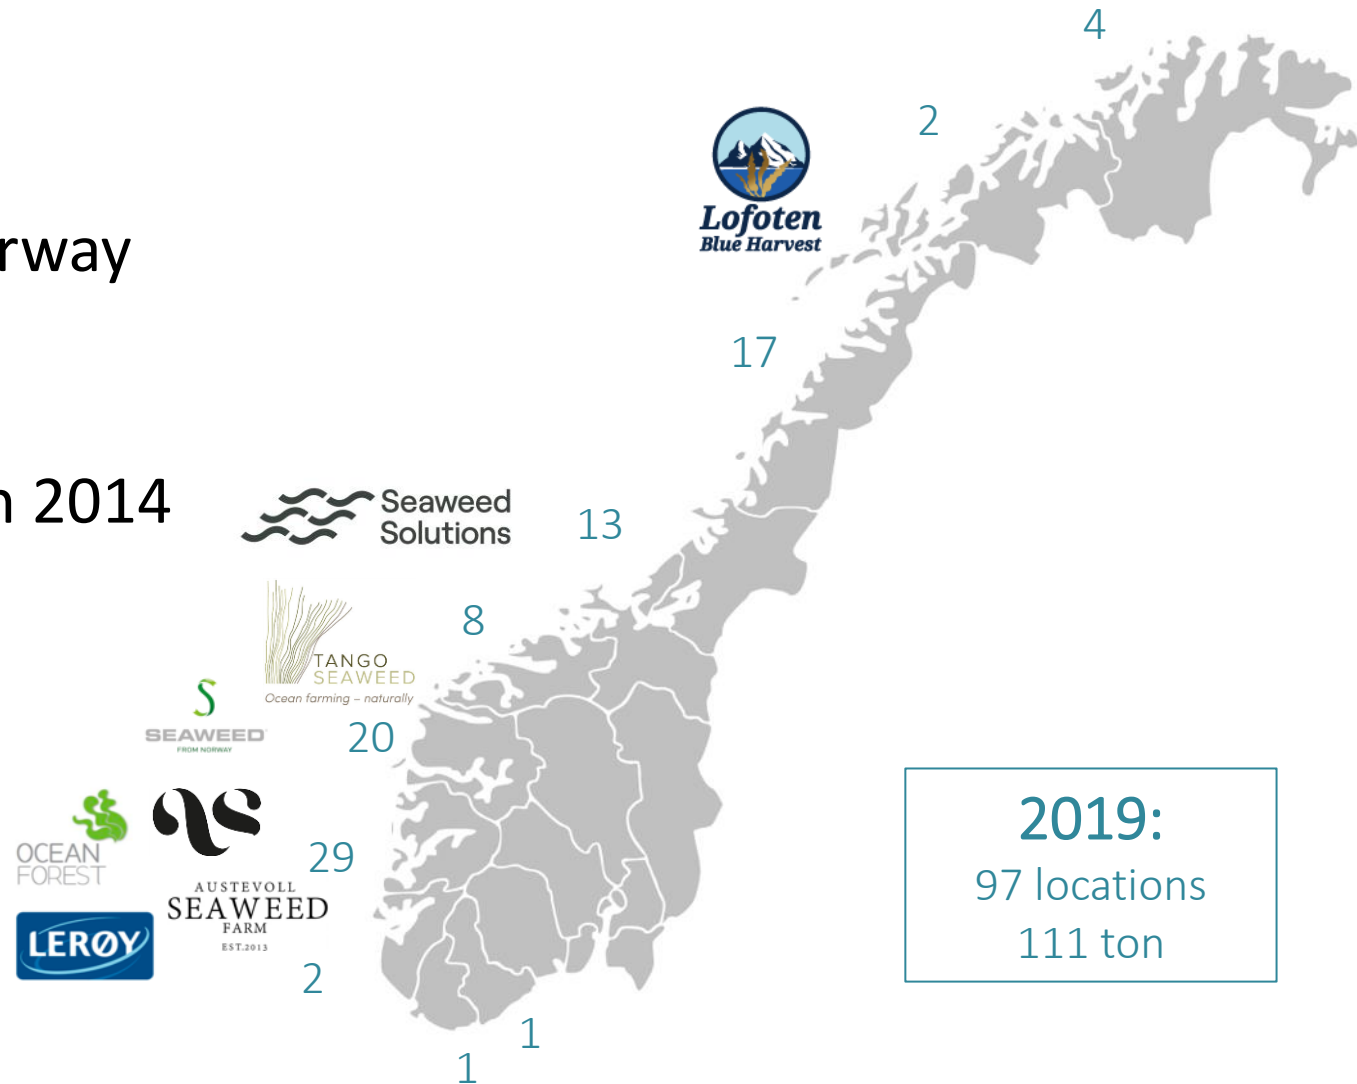 4
2
Lofoten
Blue Harvest
rway
17
2014
Seaweed
Solutions
13
8
TANGO
SEAWEED
Ocean farming – naturally
SEAWEED
FROM NORWAY
20
OCEAN
FOREST
29
AUSTEVOLL
SEAWEED
FARM
EST.2013
LERØY
2
1
1
2019:
97 locations
111 ton